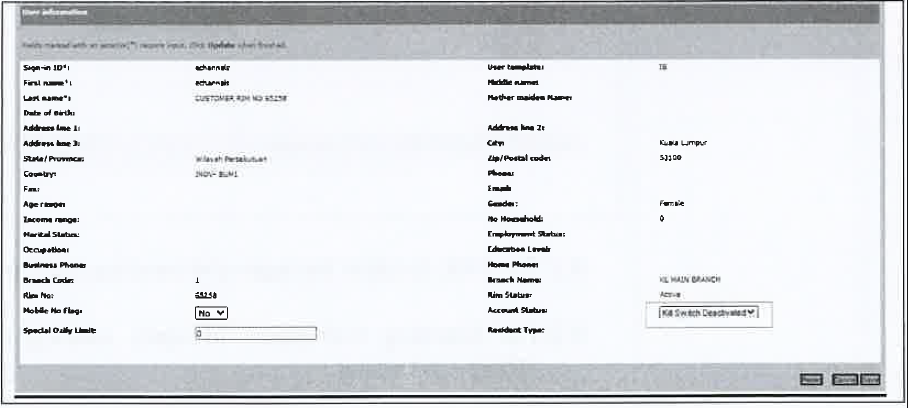 User information
Fields marked with an asterisk(*) require input. Click Update when finished.
Sign-in ID*: echannels User template: IB
First name*: echannels Middle name:
Last name*: CUSTOMER RIM NO 65258 Mother maiden Name:
Date of Birth:
Address line 1: Address line 2:
Address line 3: City: Kuala Lumpur
State/Province: Wilayah Persekutuan Zip/Postal code: 53100
Country: INDV- BUMI Phone:
Fax: Email:
Age range: Gender: Female
Income range: No Household: 0
Marital Status: Employment Status:
Occupation: Education Level:
Business Phone: Home Phone:
Branch Code: 1 Branch Name: KL MAIN BRANCH
Rim No: 65258 Rim Status: Active
Mobile No Flag: No Account Status: Kill Switch Deactivated
Special Daily Limit: 0 Resident Type: